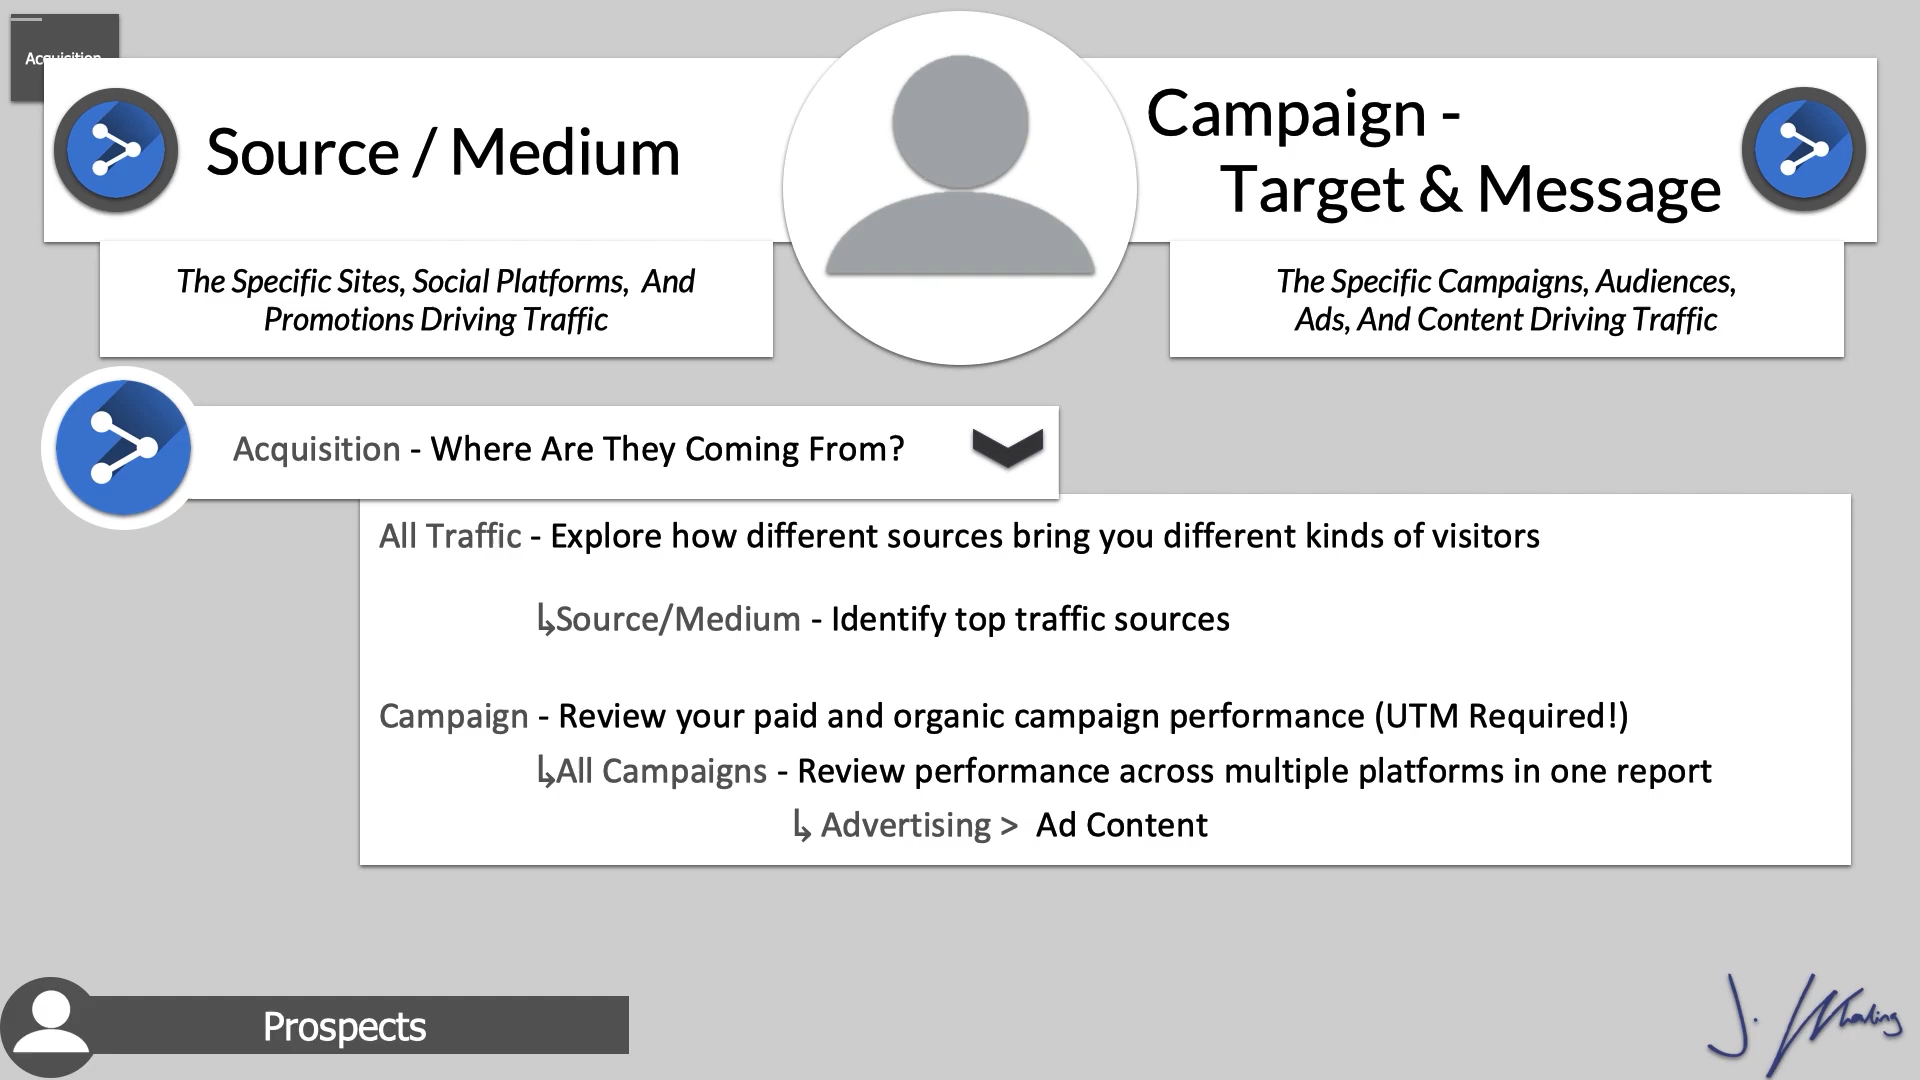 Acquisition
Source / Medium
Campaign -
Target & Message
The Specific Sites, Social Platforms, And
Promotions Driving Traffic
The Specific Campaigns, Audiences,
Ads, And Content Driving Traffic
Acquisition - Where Are They Coming From?
All Traffic - Explore how different sources bring you different kinds of visitors
↳Source/Medium - Identify top traffic sources
Campaign - Review your paid and organic campaign performance (UTM Required!)
↳All Campaigns - Review performance across multiple platforms in one report
↳ Advertising > Ad Content
Prospects
J.